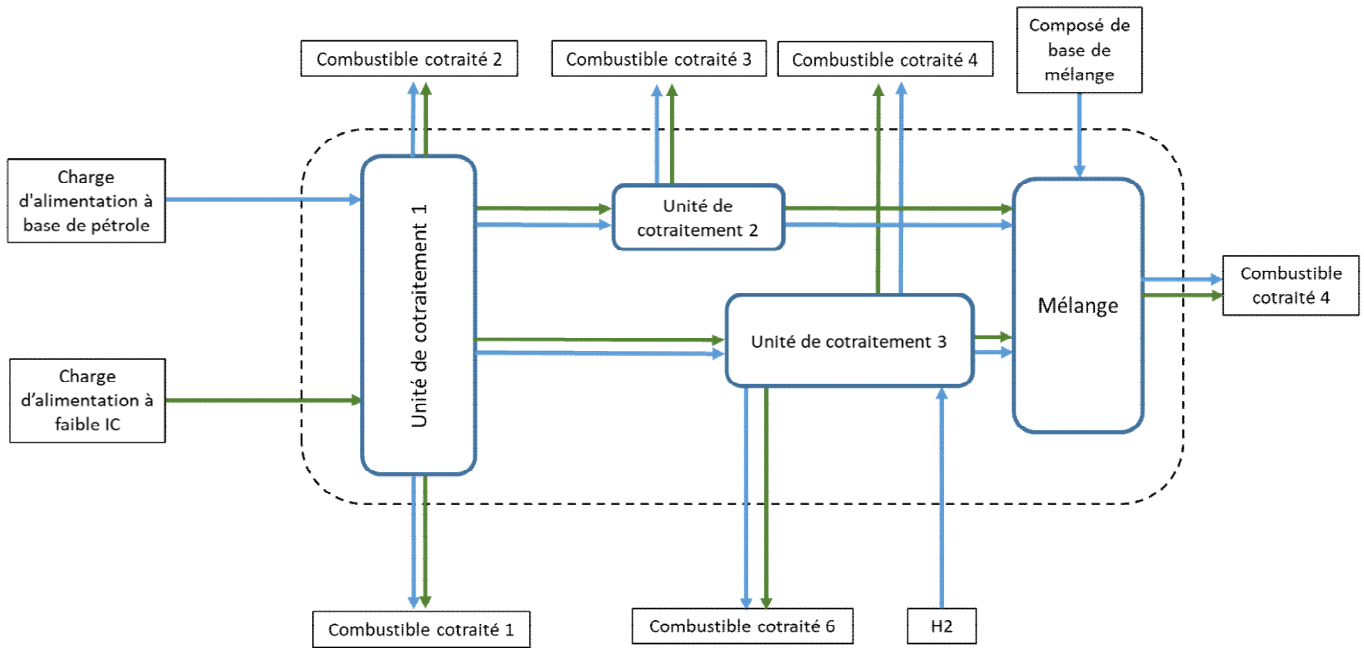 Combustible cotraité 2
Combustible cotraité 3
Combustible cotraité 4
Composé de
base de
mélange
Charge
d'alimentation à
base de pétrole
Unité de cotraitement 1
Unité de
cotraitement 2
Mélange
Combustible
cotraité 4
Unité de cotraitement 3
Charge
d’alimentation à
faible IC
Combustible cotraité 1
Combustible cotraité 6
H2